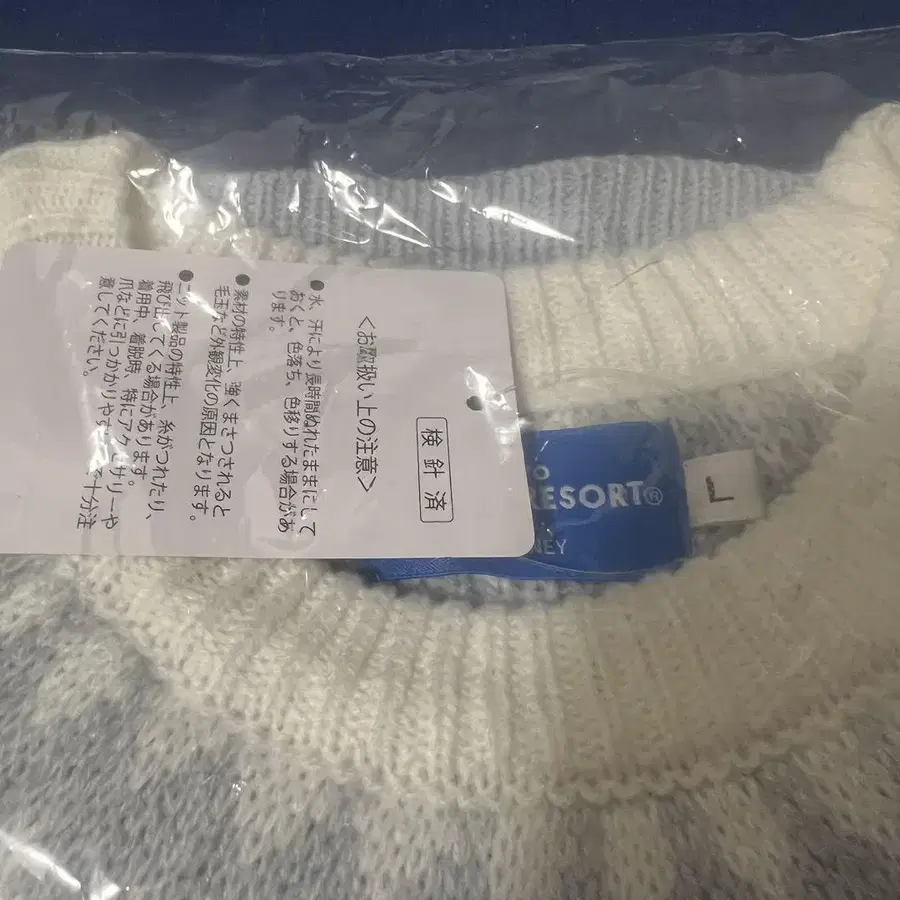 検針済
<お取扱い上の注意>
●水、汗により長時間ぬれたままにして
おくと、色落ち、色移りする場合があ
ります。
●素材の特性上、強くまさつされると
毛玉など外観変化の原因となります。
●ニット製品の特性上、糸がつれたり、
飛び出してくる場合があります。
着用中、着脱時、特にアクセサリーや
爪などに引っかかりやす 十分注
意してください。
RESORT®
L